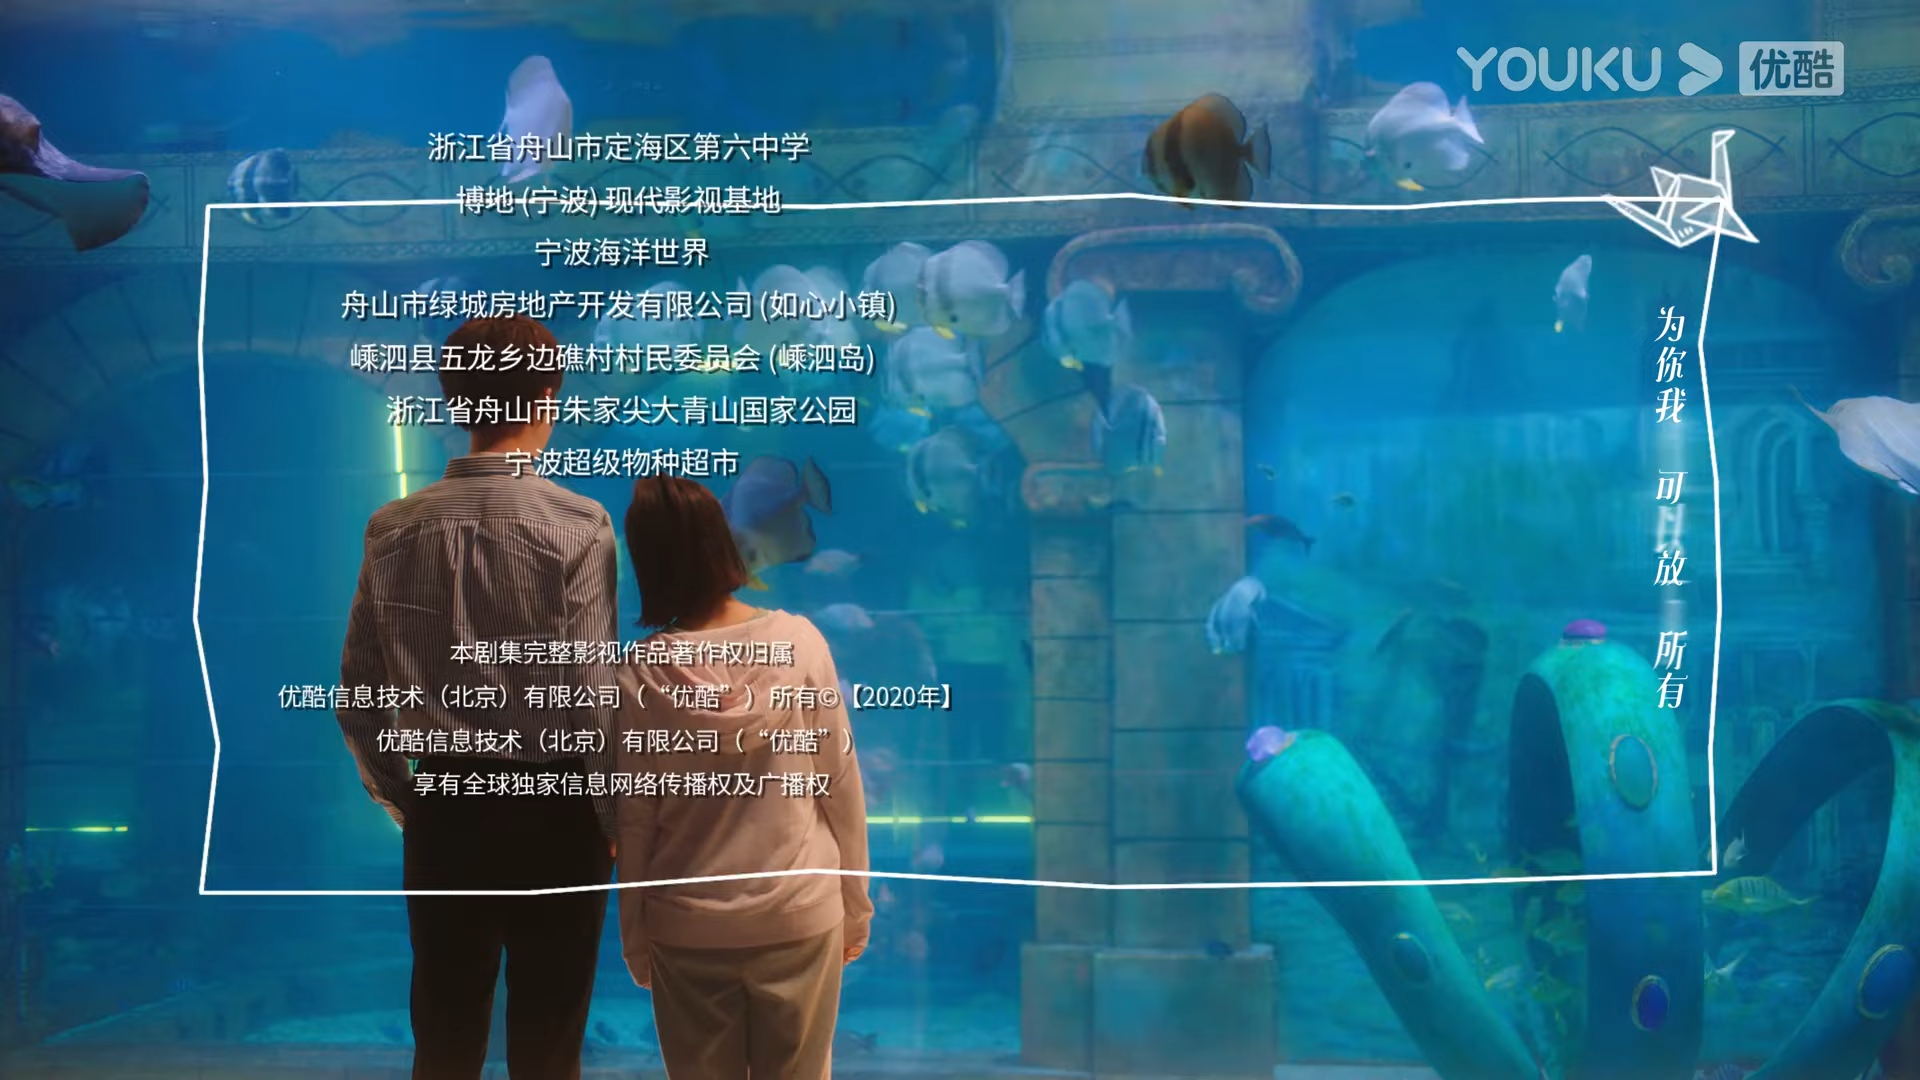 YOUKU 优酷
浙江省舟山市定海区第六中学
博地(宁波)现代影视基地
宁波海洋世界
舟山市绿城房地产开发有限公司(如心小镇)
嵊泗县五龙乡边礁村村民委员会(嵊泗岛)
浙江省舟山市朱家尖大青山国家公园
宁波超级物种超市
本剧集完整影视作品著作权归属
优酷信息技术（北京）有限公司（“优酷”）所有©【2020年】
优酷信息技术（北京）有限公司（“优酷”）
享有全球独家信息网络传播权及广播权
为你我 可 放 所有